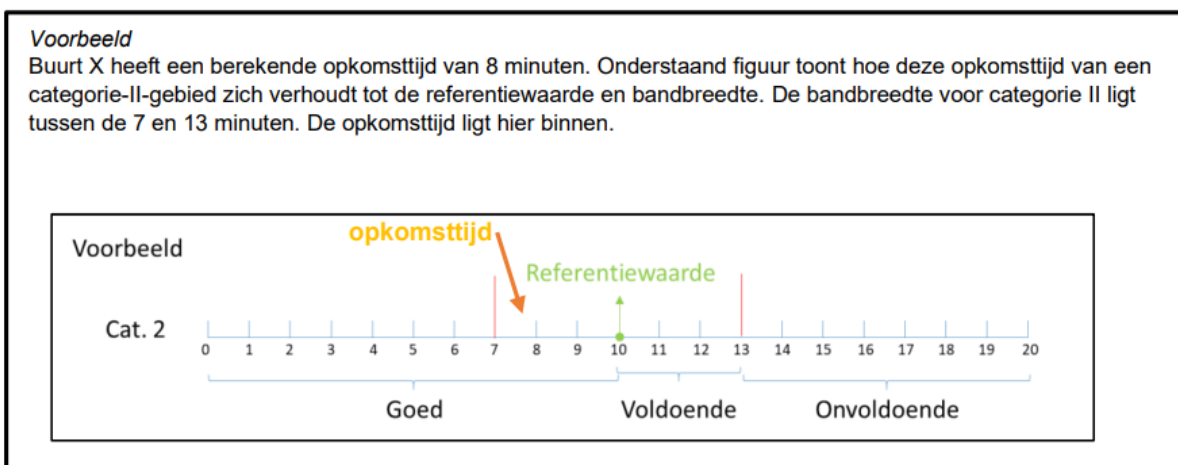 Voorbeeld
Buurt X heeft een berekende opkomsttijd van 8 minuten. Onderstaand figuur toont hoe deze opkomsttijd van een
categorie-II-gebied zich verhoudt tot de referentiewaarde en bandbreedte. De bandbreedte voor categorie II ligt
tussen de 7 en 13 minuten. De opkomsttijd ligt hier binnen.
opkomsttijd
Voorbeeld
Referentiewaarde
Cat. 2
0 1 2 3 4 5 6 7 8 9 10 11 12 13 14 15 16 17 18 19 20
Goed Voldoende Onvoldoende